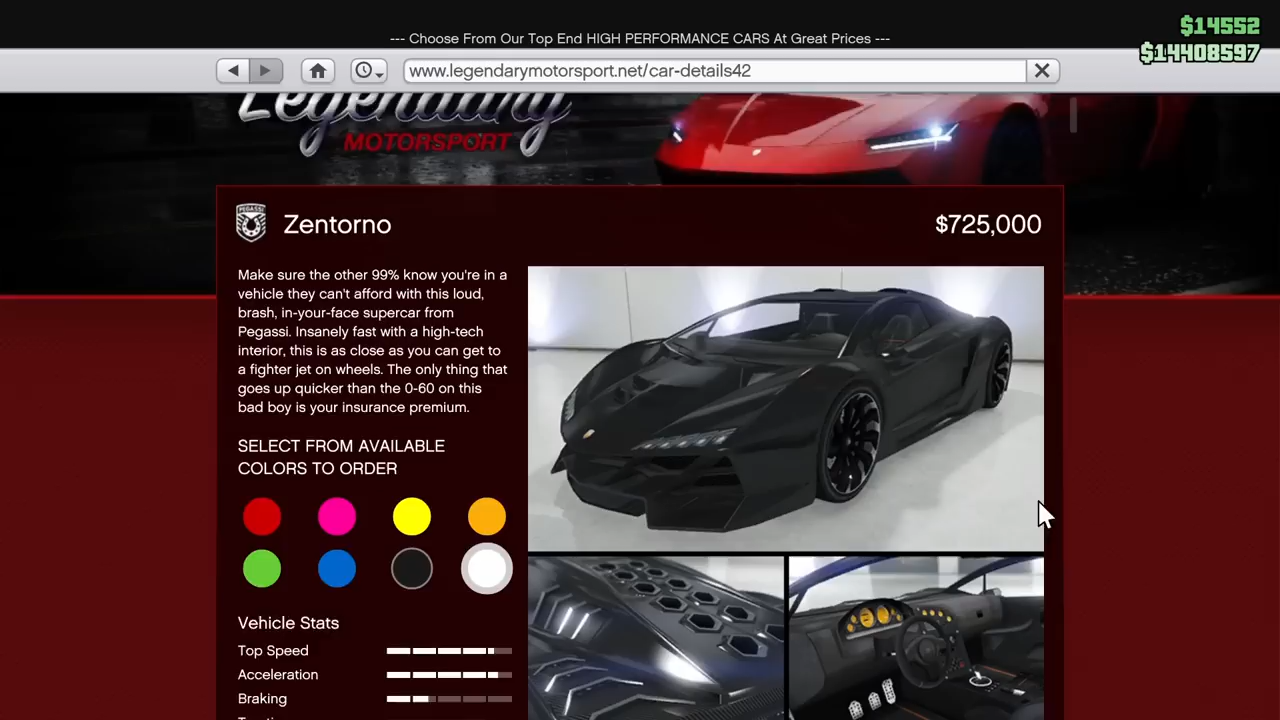 --- Choose From Our Top End HIGH PERFORMANCE CARS At Great Prices ---
$14552
$14408597
www.legendarymotorsport.net/car-details42
Legendary
MOTORSPORT
PEGASSI
Zentorno
$725,000
Make sure the other 99% know you're in a
vehicle they can't afford with this loud,
brash, in-your-face supercar from
Pegassi. Insanely fast with a high-tech
interior, this is as close as you can get to
a fighter jet on wheels. The only thing that
goes up quicker than the 0-60 on this
bad boy is your insurance premium.
SELECT FROM AVAILABLE
COLORS TO ORDER
Vehicle Stats
Top Speed
Acceleration
Braking